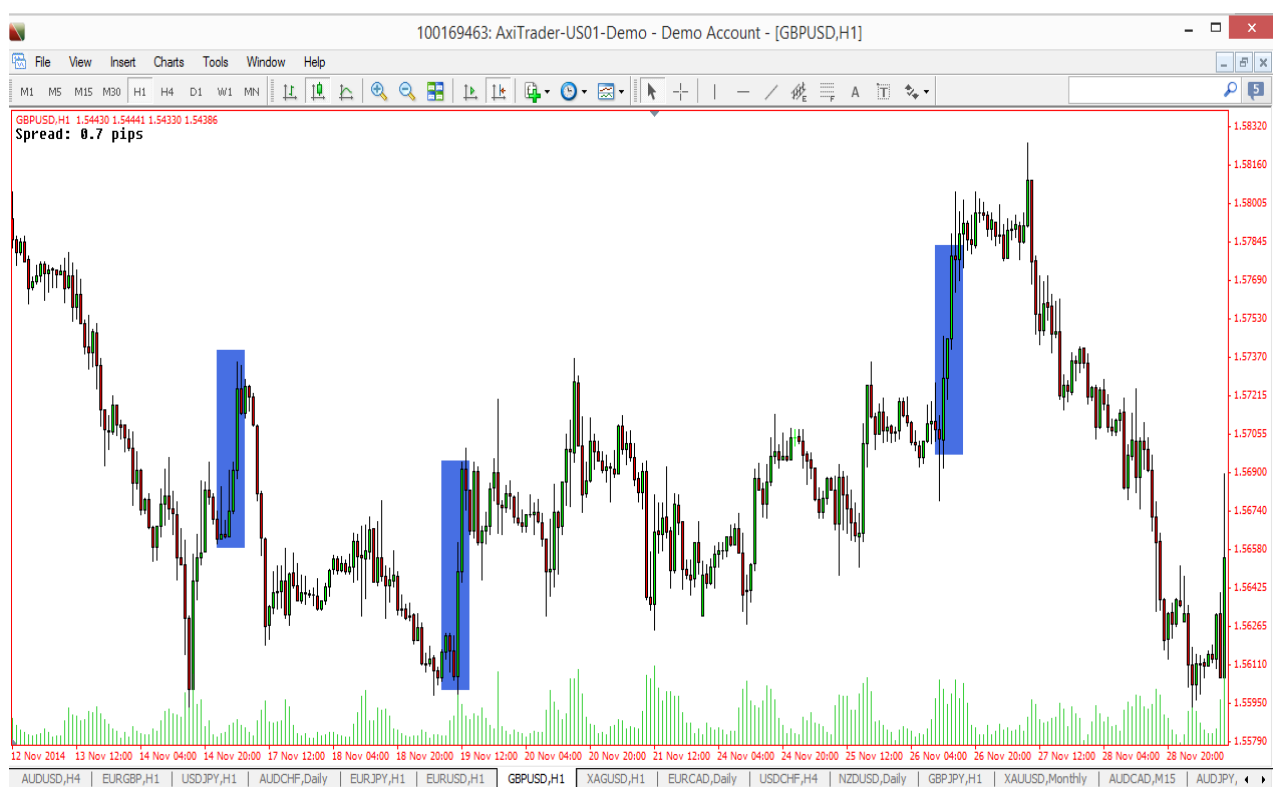 100169463: AxiTrader-US01-Demo - Demo Account - [GBPUSD,H1]
File View Insert Charts Tools Window Help
M1 M5 M15 M30 H1 H4 D1 W1 MN E F A T 5
GBPUSD,H1 1.54430 1.54441 1.54330 1.54386
Spread: 0.7 pips
1.58320
1.58160
1.58005
1.57845
1.57690
1.57530
1.57370
1.57215
1.57055
1.56900
1.56740
1.56580
1.56425
1.56265
1.56110
1.55950
1.55790
12 Nov 2014 13 Nov 12:00 14 Nov 04:00 14 Nov 20:00 17 Nov 12:00 18 Nov 04:00 18 Nov 20:00 19 Nov 12:00 20 Nov 04:00 20 Nov 20:00 21 Nov 12:00 24 Nov 04:00 24 Nov 20:00 25 Nov 12:00 26 Nov 04:00 26 Nov 20:00 27 Nov 12:00 28 Nov 04:00 28 Nov 20:00
AUDUSD,H4 EURGBP,H1 USDJPY,H1 AUDCHF,Daily EURJPY,H1 EURUSD,H1 GBPUSD,H1 XAGUSD,H1 EURCAD,Daily USDCHF,H4 NZDUSD,Daily GBPJPY,H1 XAUUSD,Monthly AUDCAD,M15 AUDJPY,